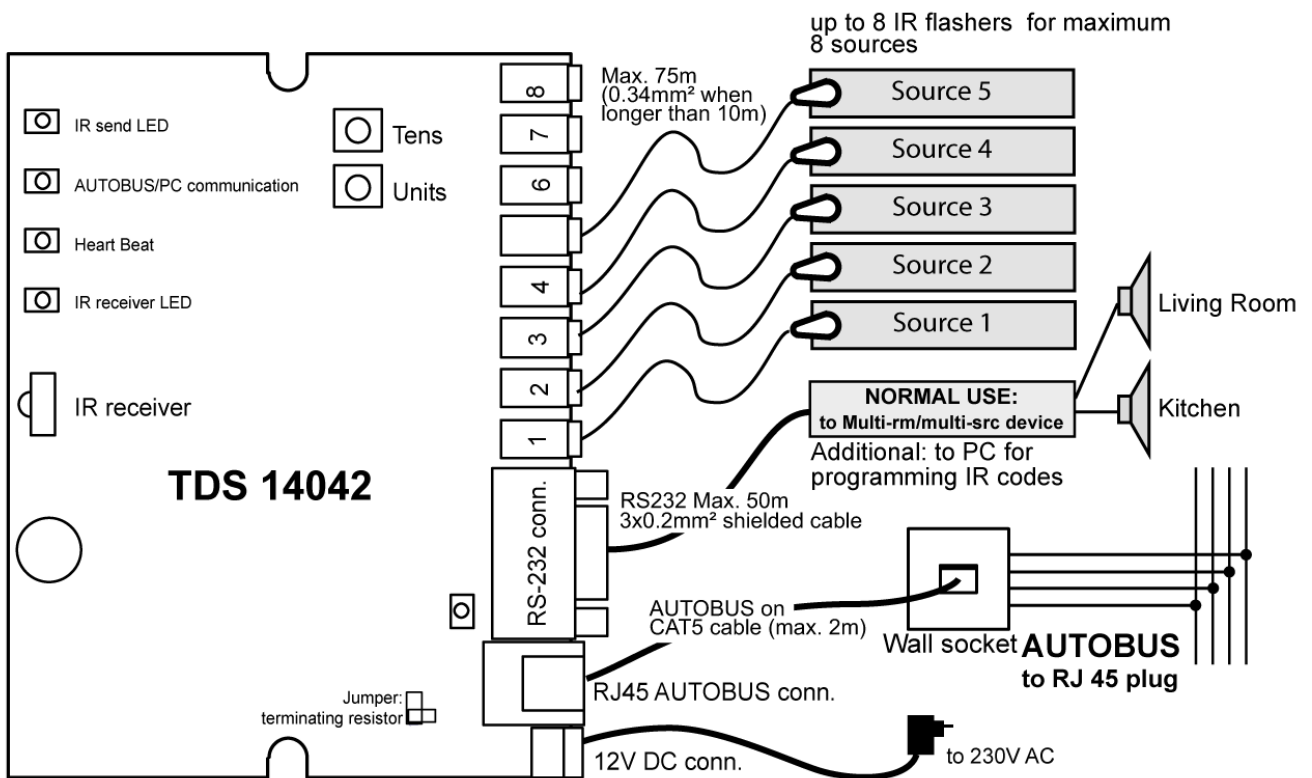 up to 8 IR flashers for maximum
8 sources
Max. 75m
(0.34mm² when
longer than 10m)
8
7
6
4
3
2
1
IR send LED
AUTOBUS/PC communication
Heart Beat
IR receiver LED
IR receiver
Tens
Units
TDS 14042
Source 5
Source 4
Source 3
Source 2
Source 1
Living Room
Kitchen
NORMAL USE:
to Multi-rm/multi-src device
Additional: to PC for
programming IR codes
RS-232 conn.
RS232 Max. 50m
3x0.2mm² shielded cable
AUTOBUS on
CAT5 cable (max. 2m)
Wall socket
AUTOBUS
to RJ 45 plug
RJ45 AUTOBUS conn.
Jumper:
terminating resistor
12V DC conn.
to 230V AC